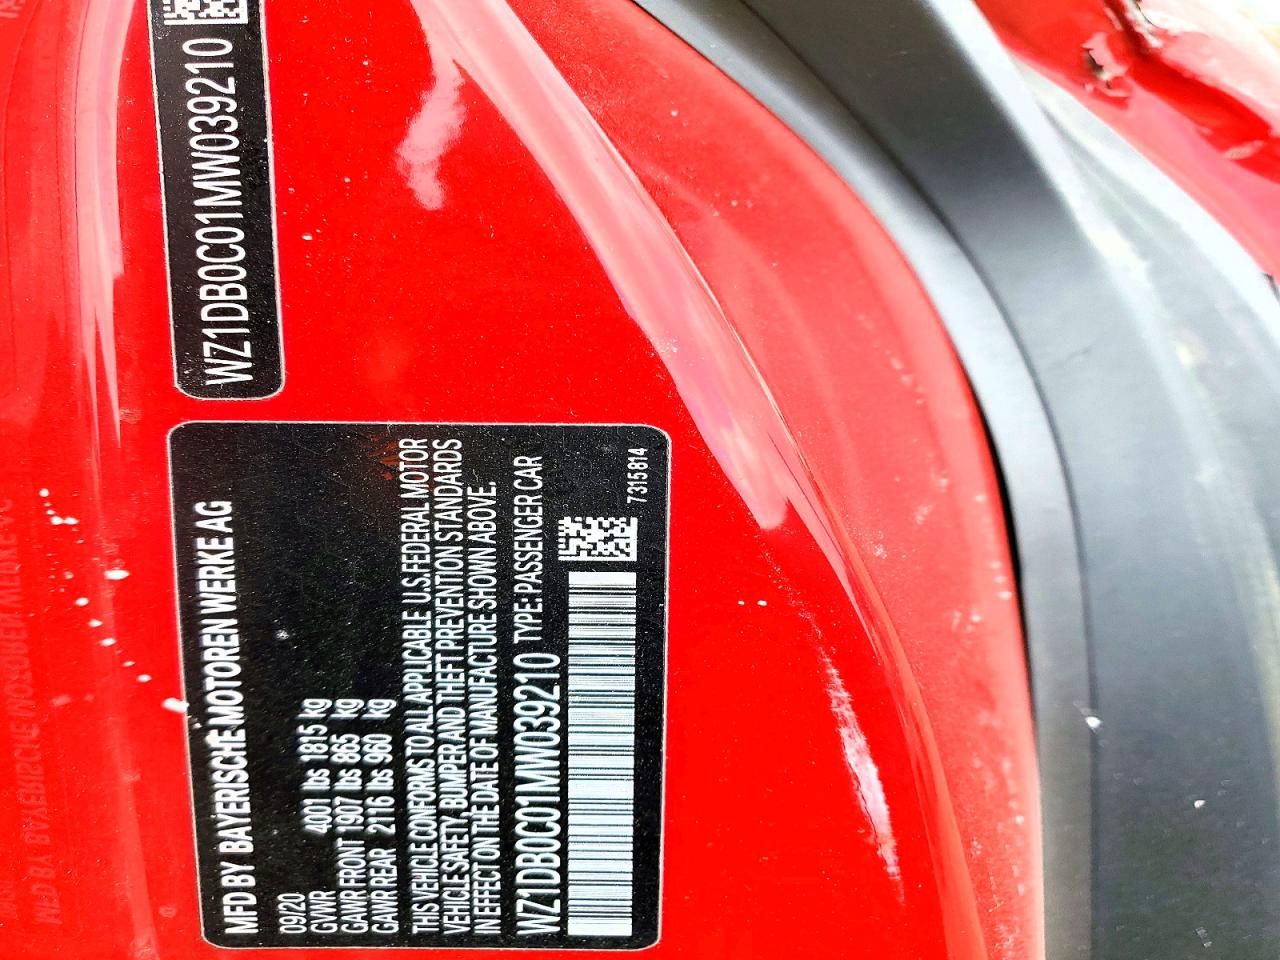 WZ1DB0C01MW039210
MFD BY BAYERISCHE MOTOREN WERKE AG
09/20
GVWR 4001 lbs 1815 kg
GAWR FRONT 1907 lbs 865 kg
GAWR REAR 2116 lbs 960 kg
THIS VEHICLE CONFORMS TO ALL APPLICABLE U.S. FEDERAL MOTOR
VEHICLE SAFETY, BUMPER AND THEFT PREVENTION STANDARDS
IN EFFECT ON THE DATE OF MANUFACTURE SHOWN ABOVE.
WZ1DB0C01MW039210 TYPE: PASSENGER CAR
7315814